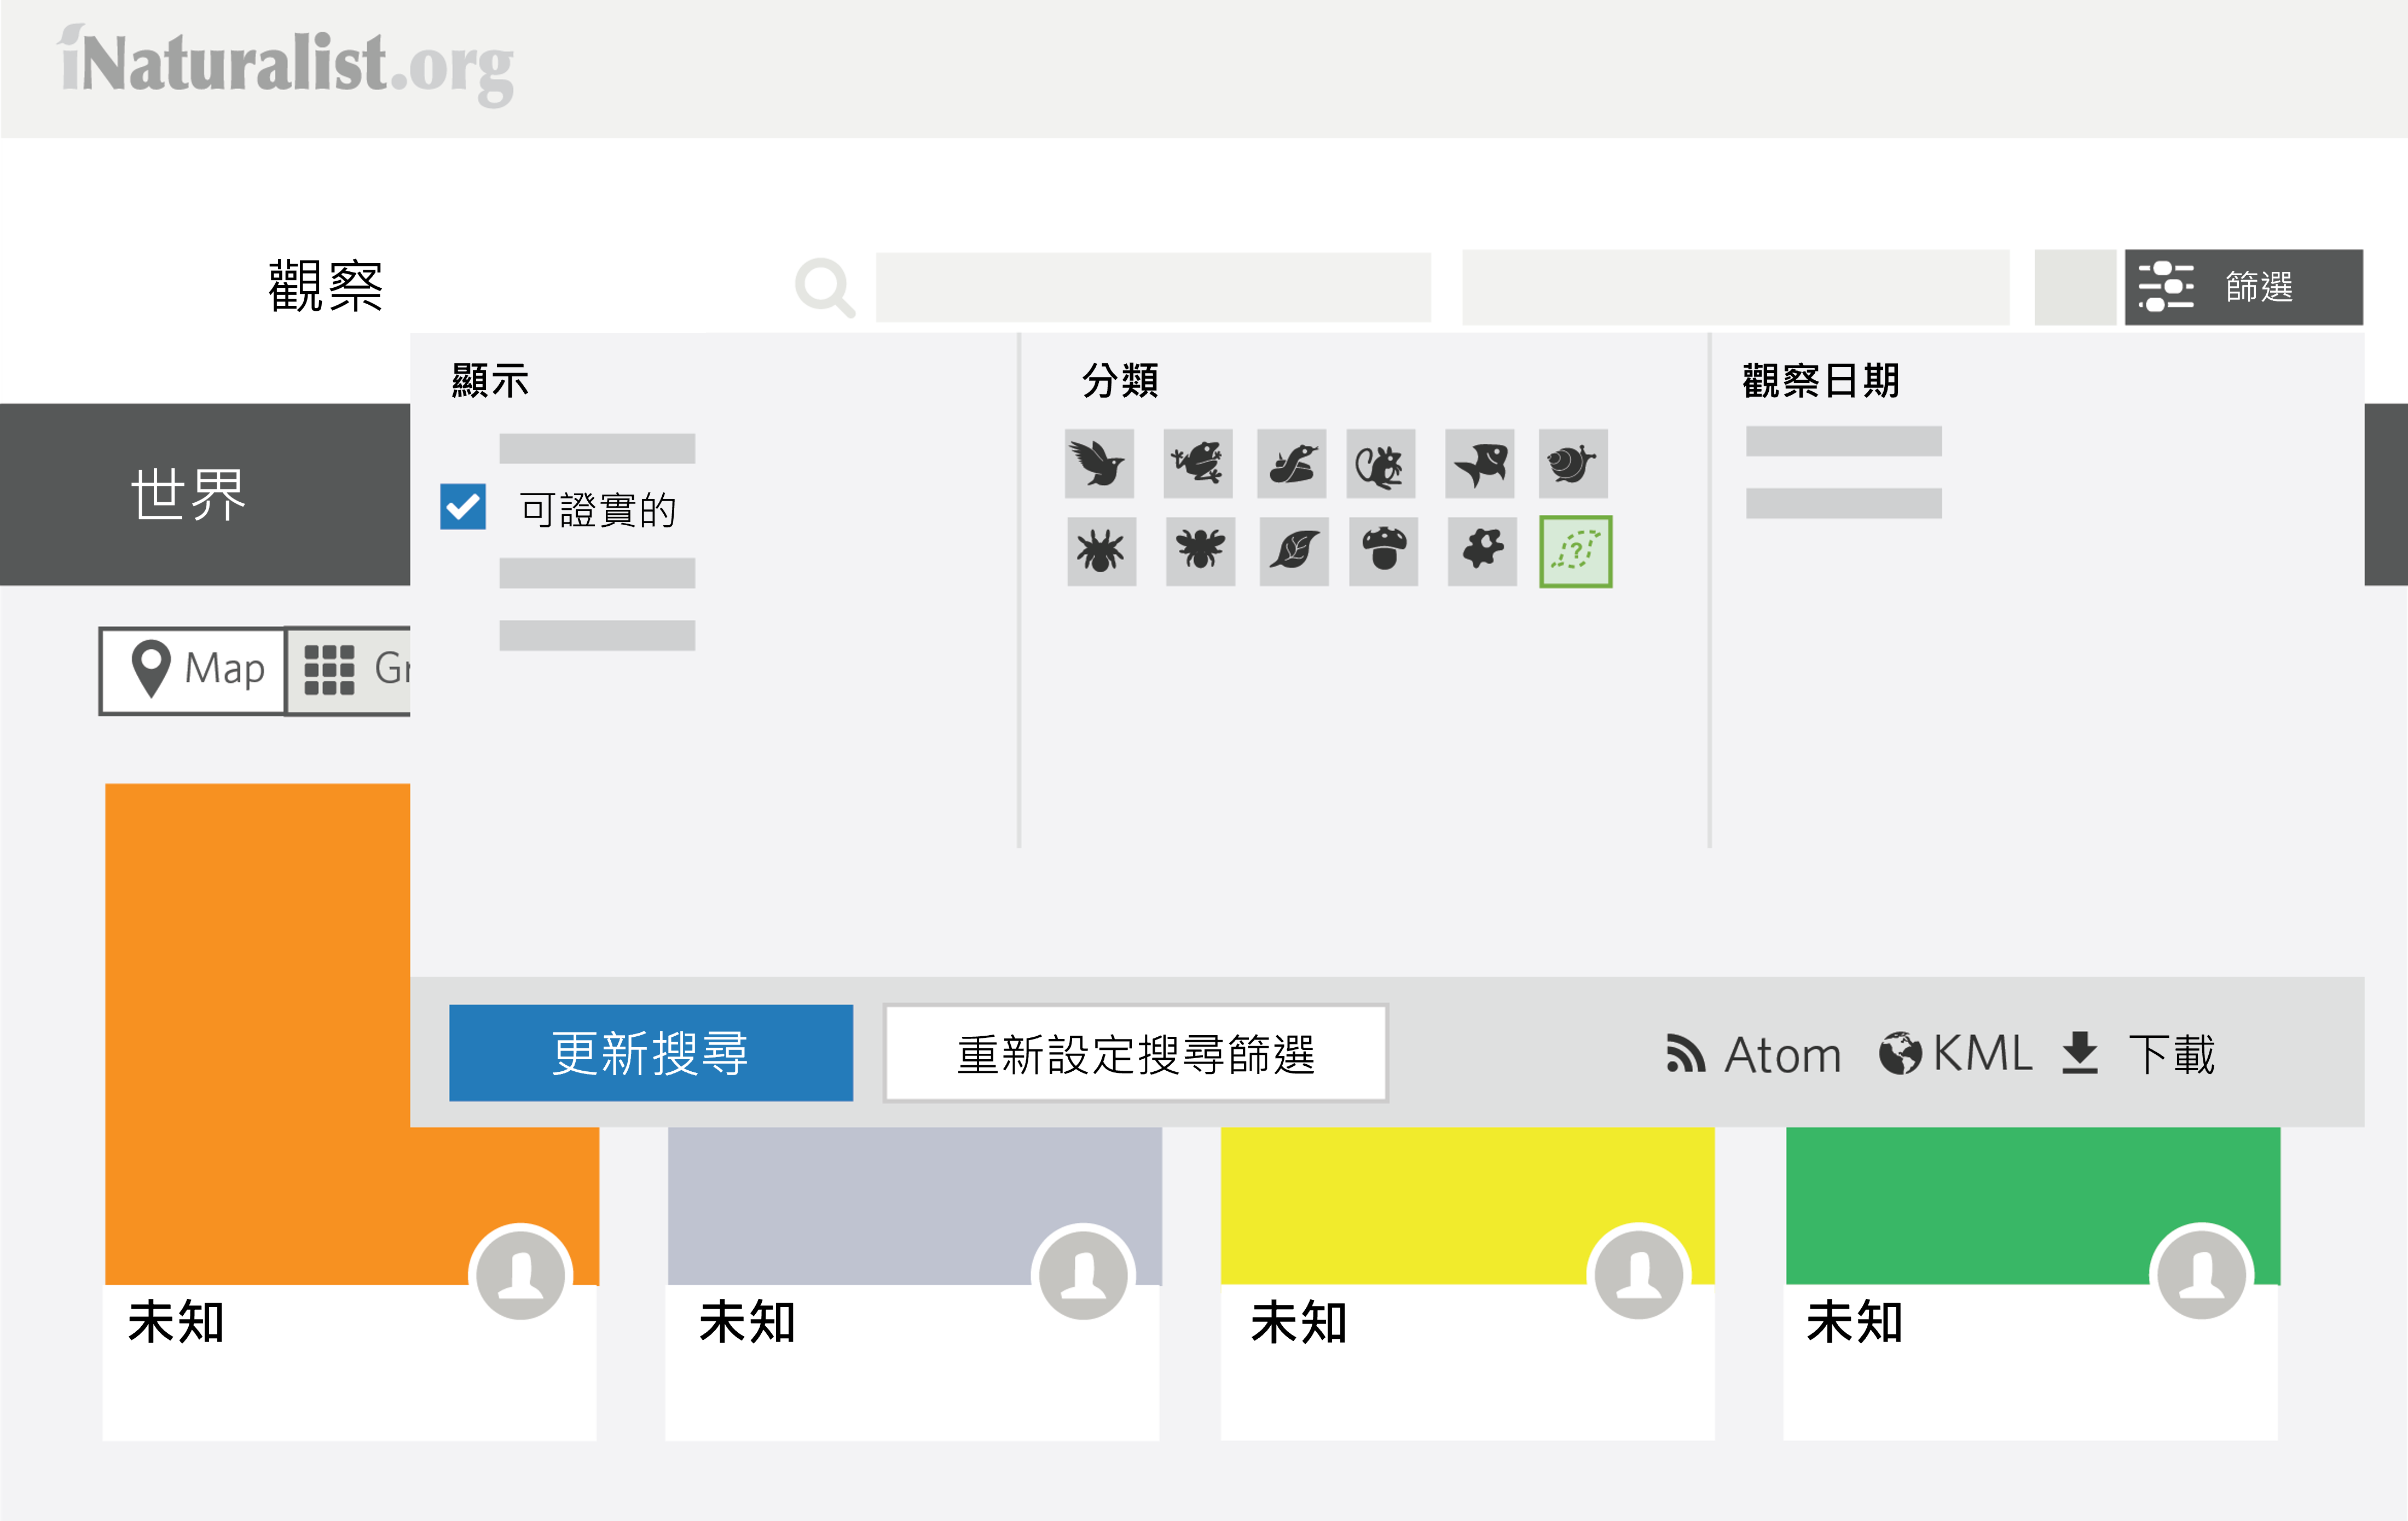 iNaturalist.org
觀察
篩選
顯示
分類
觀察日期
可證實的
世界
?
Map
Gr
更新搜尋
重新設定搜尋篩選
Atom
KML
下載
未知
未知
未知
未知